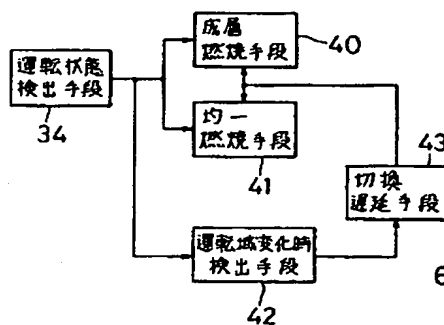 運転状態
検出手段
34
成層
燃焼手段
40
均一
燃焼手段
41
運転域変化時
検出手段
42
切換
遅延手段
43
6